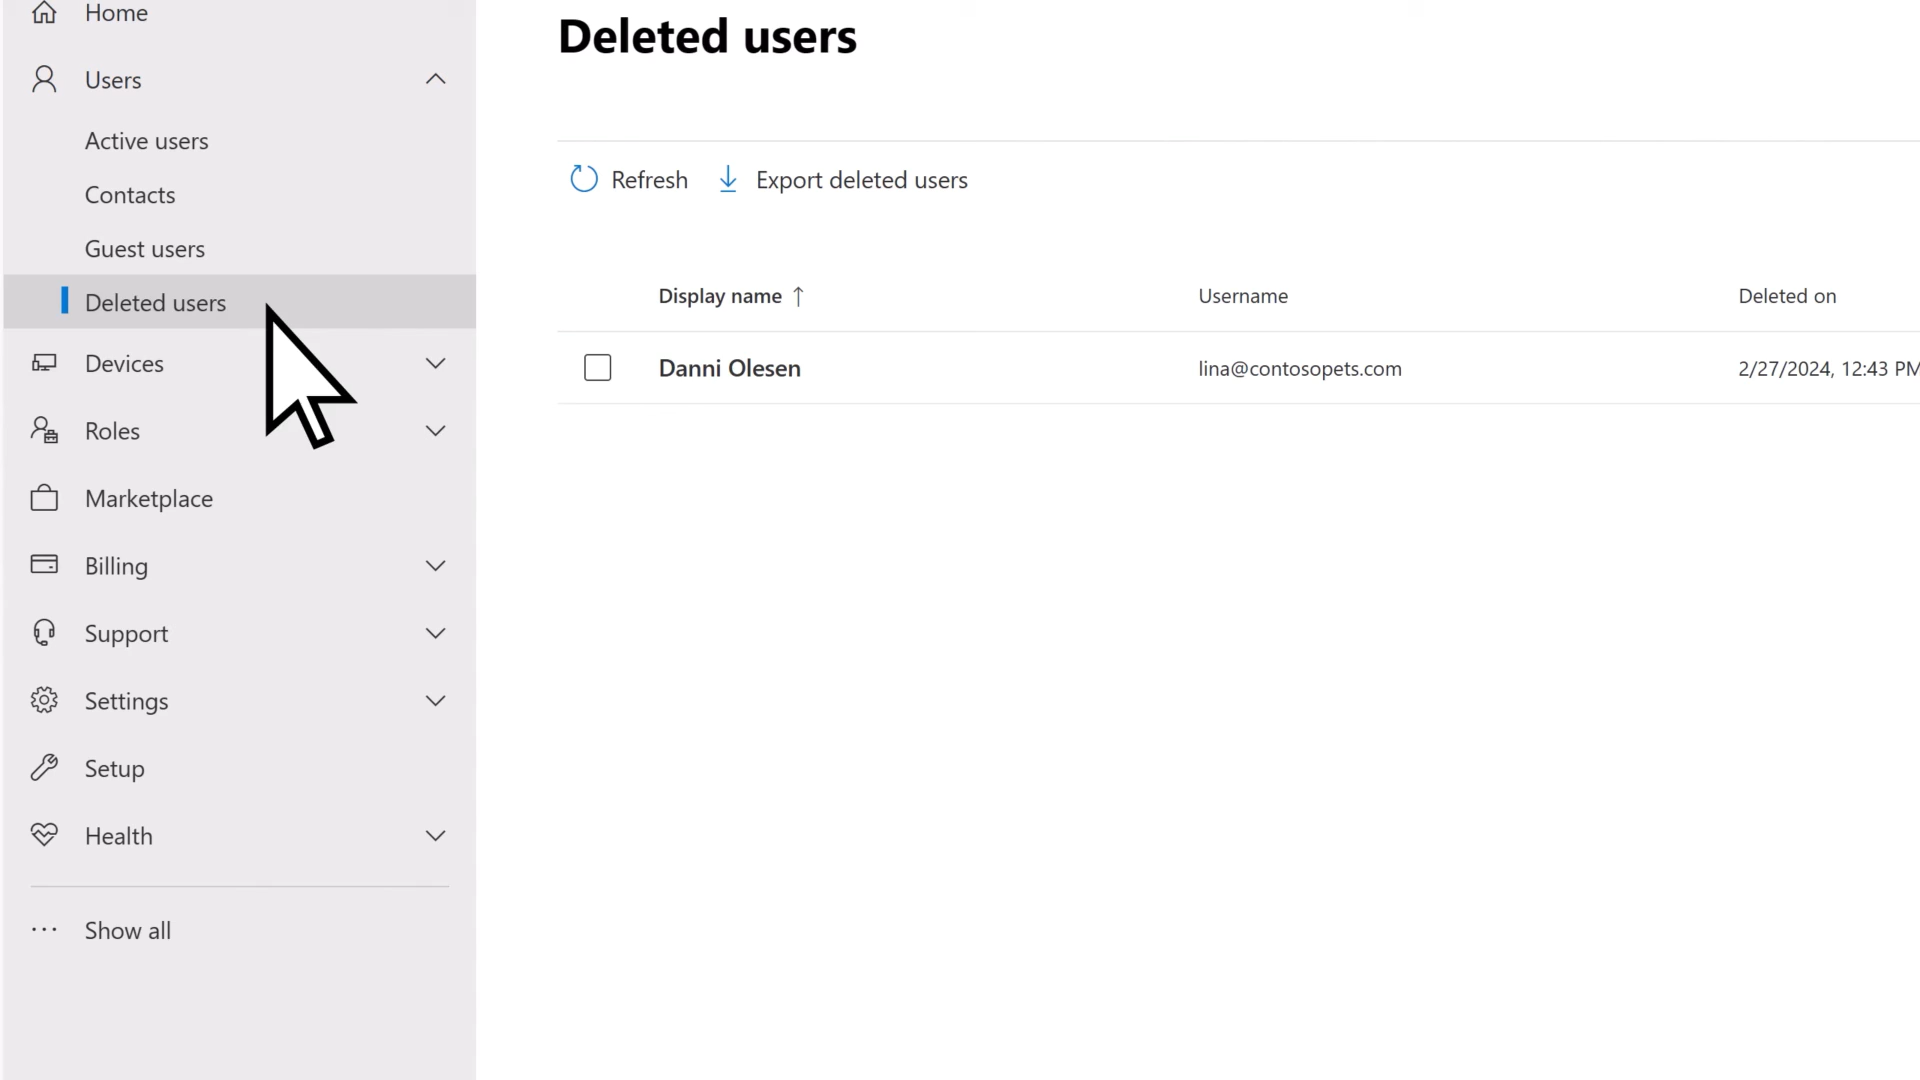 Home
Users
Active users
Contacts
Guest users
Deleted users
Devices
Roles
Marketplace
Billing
Support
Settings
Setup
Health
Show all
Deleted users
Refresh Export deleted users
Display name ↑ Username Deleted on
Danni Olesen lina@contosopets.com 2/27/2024, 12:43 PM